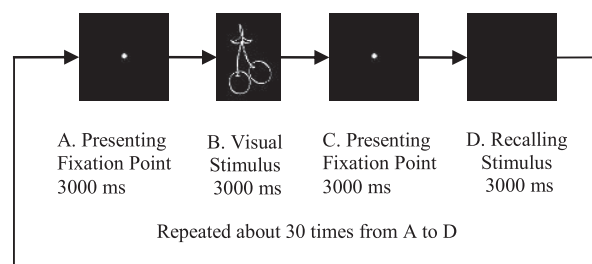 A. Presenting
Fixation Point
3000 ms
B. Visual
Stimulus
3000 ms
C. Presenting
Fixation Point
3000 ms
D. Recalling
Stimulus
3000 ms
Repeated about 30 times from A to D